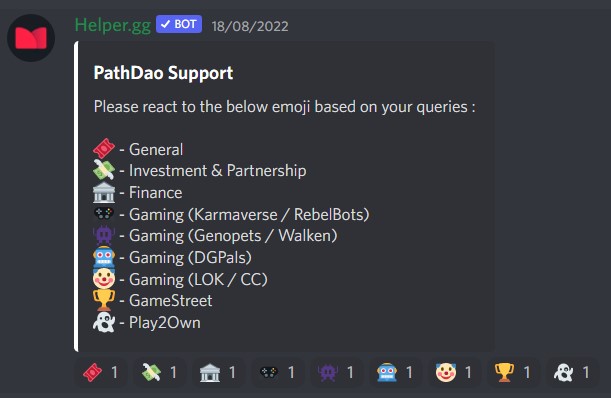 Helper.gg ✓ BOT 18/08/2022
PathDao Support
Please react to the below emoji based on your queries :
🎟️ - General
💸 - Investment & Partnership
🏛️ - Finance
🎮 - Gaming (Karmaverse / RebelBots)
👾 - Gaming (Genopets / Walken)
🤖 - Gaming (DGPals)
🤡 - Gaming (LOK / CC)
🏆 - GameStreet
👻 - Play2Own
🎟️ 1 💸 1 🏛️ 1 🎮 1 👾 1 🤖 1 🤡 1 🏆 1 👻 1